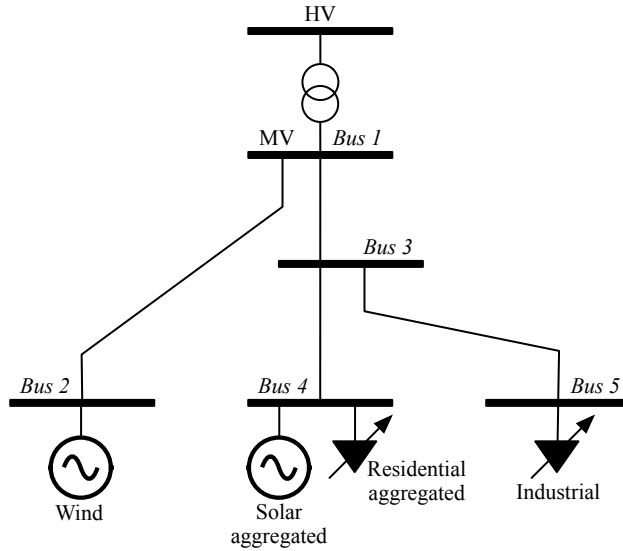 HV
MV Bus 1
Bus 3
Bus 2
Bus 4
Bus 5
Wind
Solar
aggregated
Residential
aggregated
Industrial